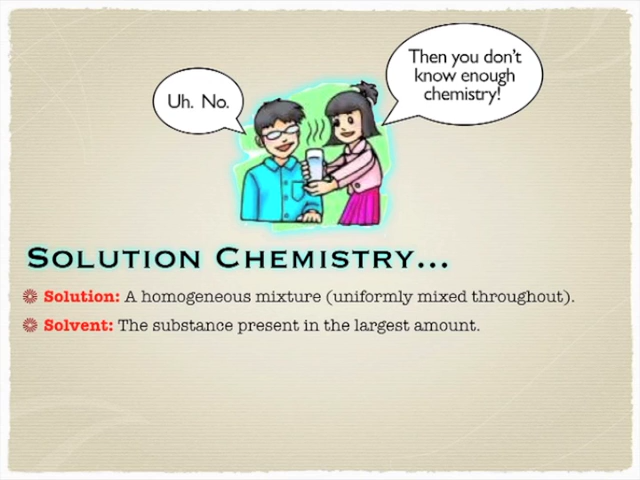 Uh. No.
Then you don't
know enough
chemistry!
Solution Chemistry...
Solution: A homogeneous mixture (uniformly mixed throughout).
Solvent: The substance present in the largest amount.